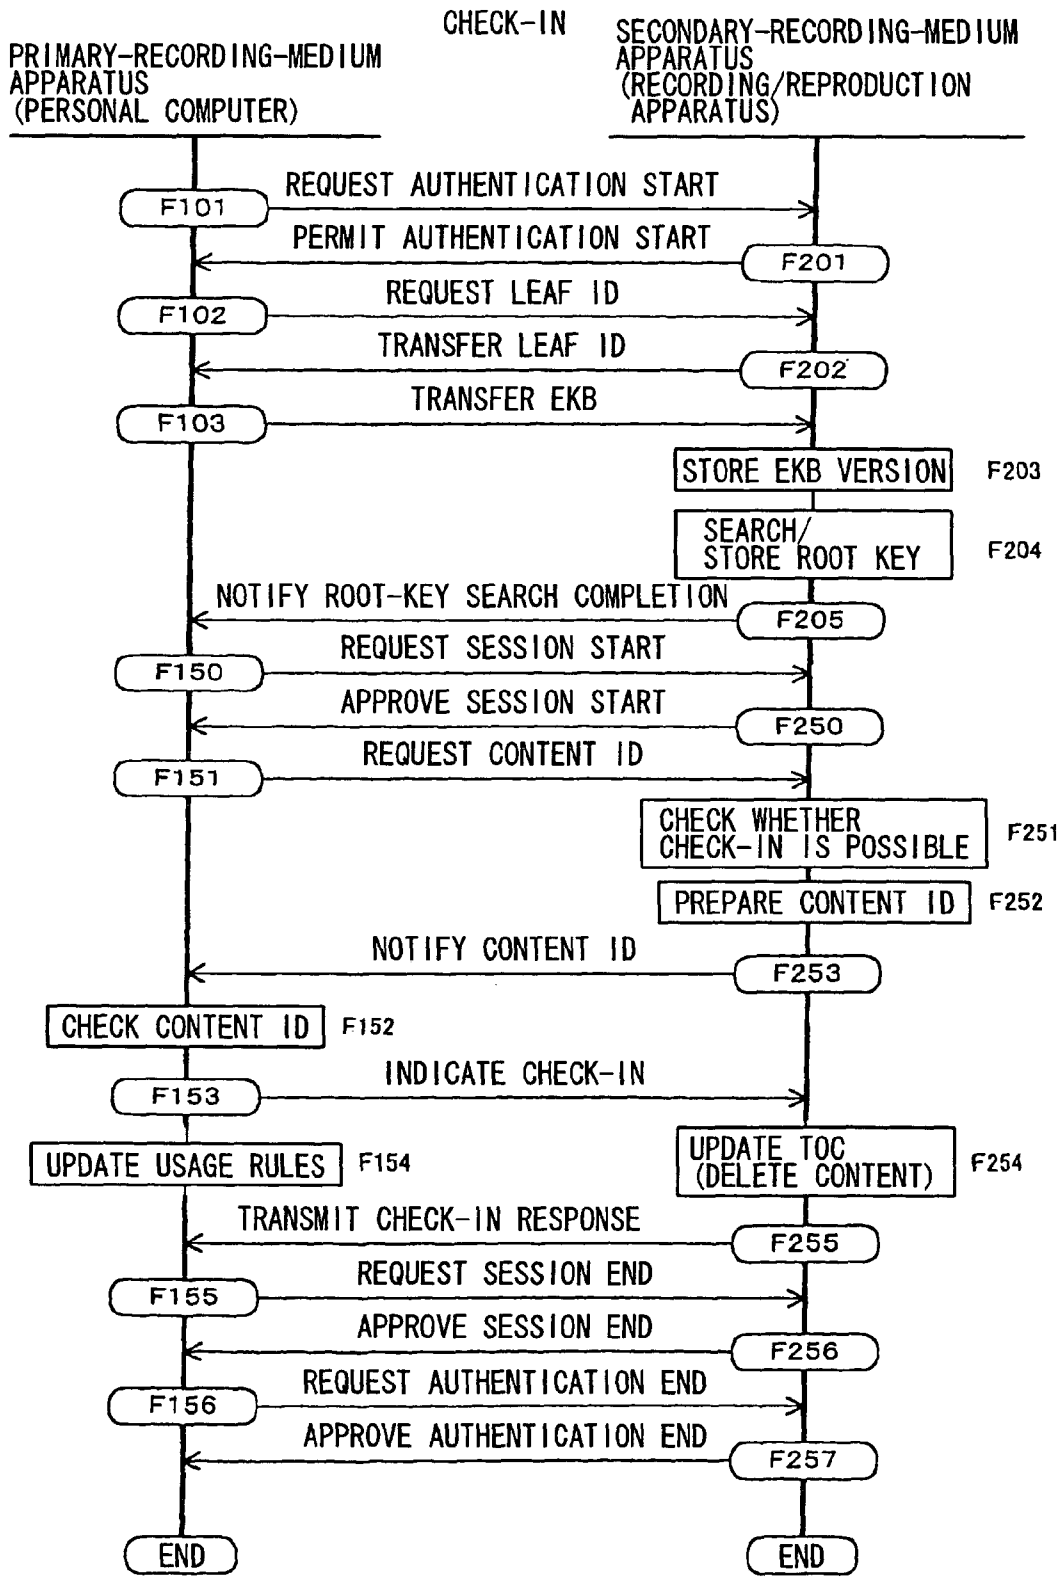 CHECK-IN
PRIMARY-RECORDING-MEDIUM
APPARATUS
(PERSONAL COMPUTER)
SECONDARY-RECORDING-MEDIUM
APPARATUS
(RECORDING/REPRODUCTION
APPARATUS)
REQUEST AUTHENTICATION START
F101
PERMIT AUTHENTICATION START
F201
REQUEST LEAF ID
F102
TRANSFER LEAF ID
F202
TRANSFER EKB
F103
STORE EKB VERSION F203
SEARCH/
STORE ROOT KEY F204
NOTIFY ROOT-KEY SEARCH COMPLETION
F205
REQUEST SESSION START
F150
APPROVE SESSION START
F250
REQUEST CONTENT ID
F151
CHECK WHETHER
CHECK-IN IS POSSIBLE F251
PREPARE CONTENT ID F252
NOTIFY CONTENT ID
F253
CHECK CONTENT ID F152
INDICATE CHECK-IN
F153
UPDATE USAGE RULES F154
UPDATE TOC
(DELETE CONTENT) F254
TRANSMIT CHECK-IN RESPONSE
F255
REQUEST SESSION END
F155
APPROVE SESSION END
F256
REQUEST AUTHENTICATION END
F156
APPROVE AUTHENTICATION END
F257
END
END